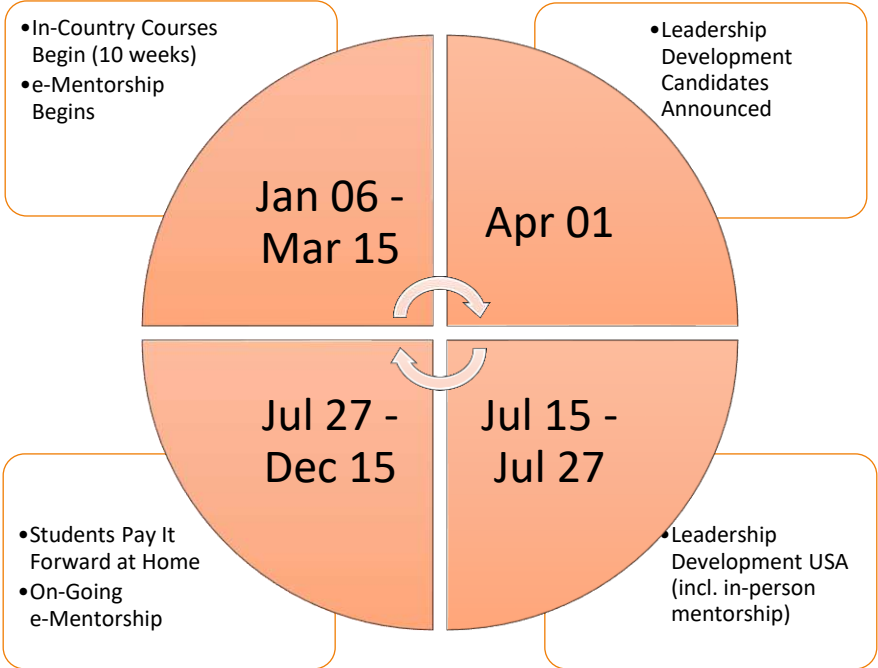 •In-Country Courses
Begin (10 weeks)
•e-Mentorship
Begins
Jan 06 -
Mar 15
•Leadership
Development
Candidates
Announced
Apr 01
Jul 27 -
Dec 15
•Students Pay It
Forward at Home
•On-Going
e-Mentorship
Jul 15 -
Jul 27
•Leadership
Development USA
(incl. in-person
mentorship)